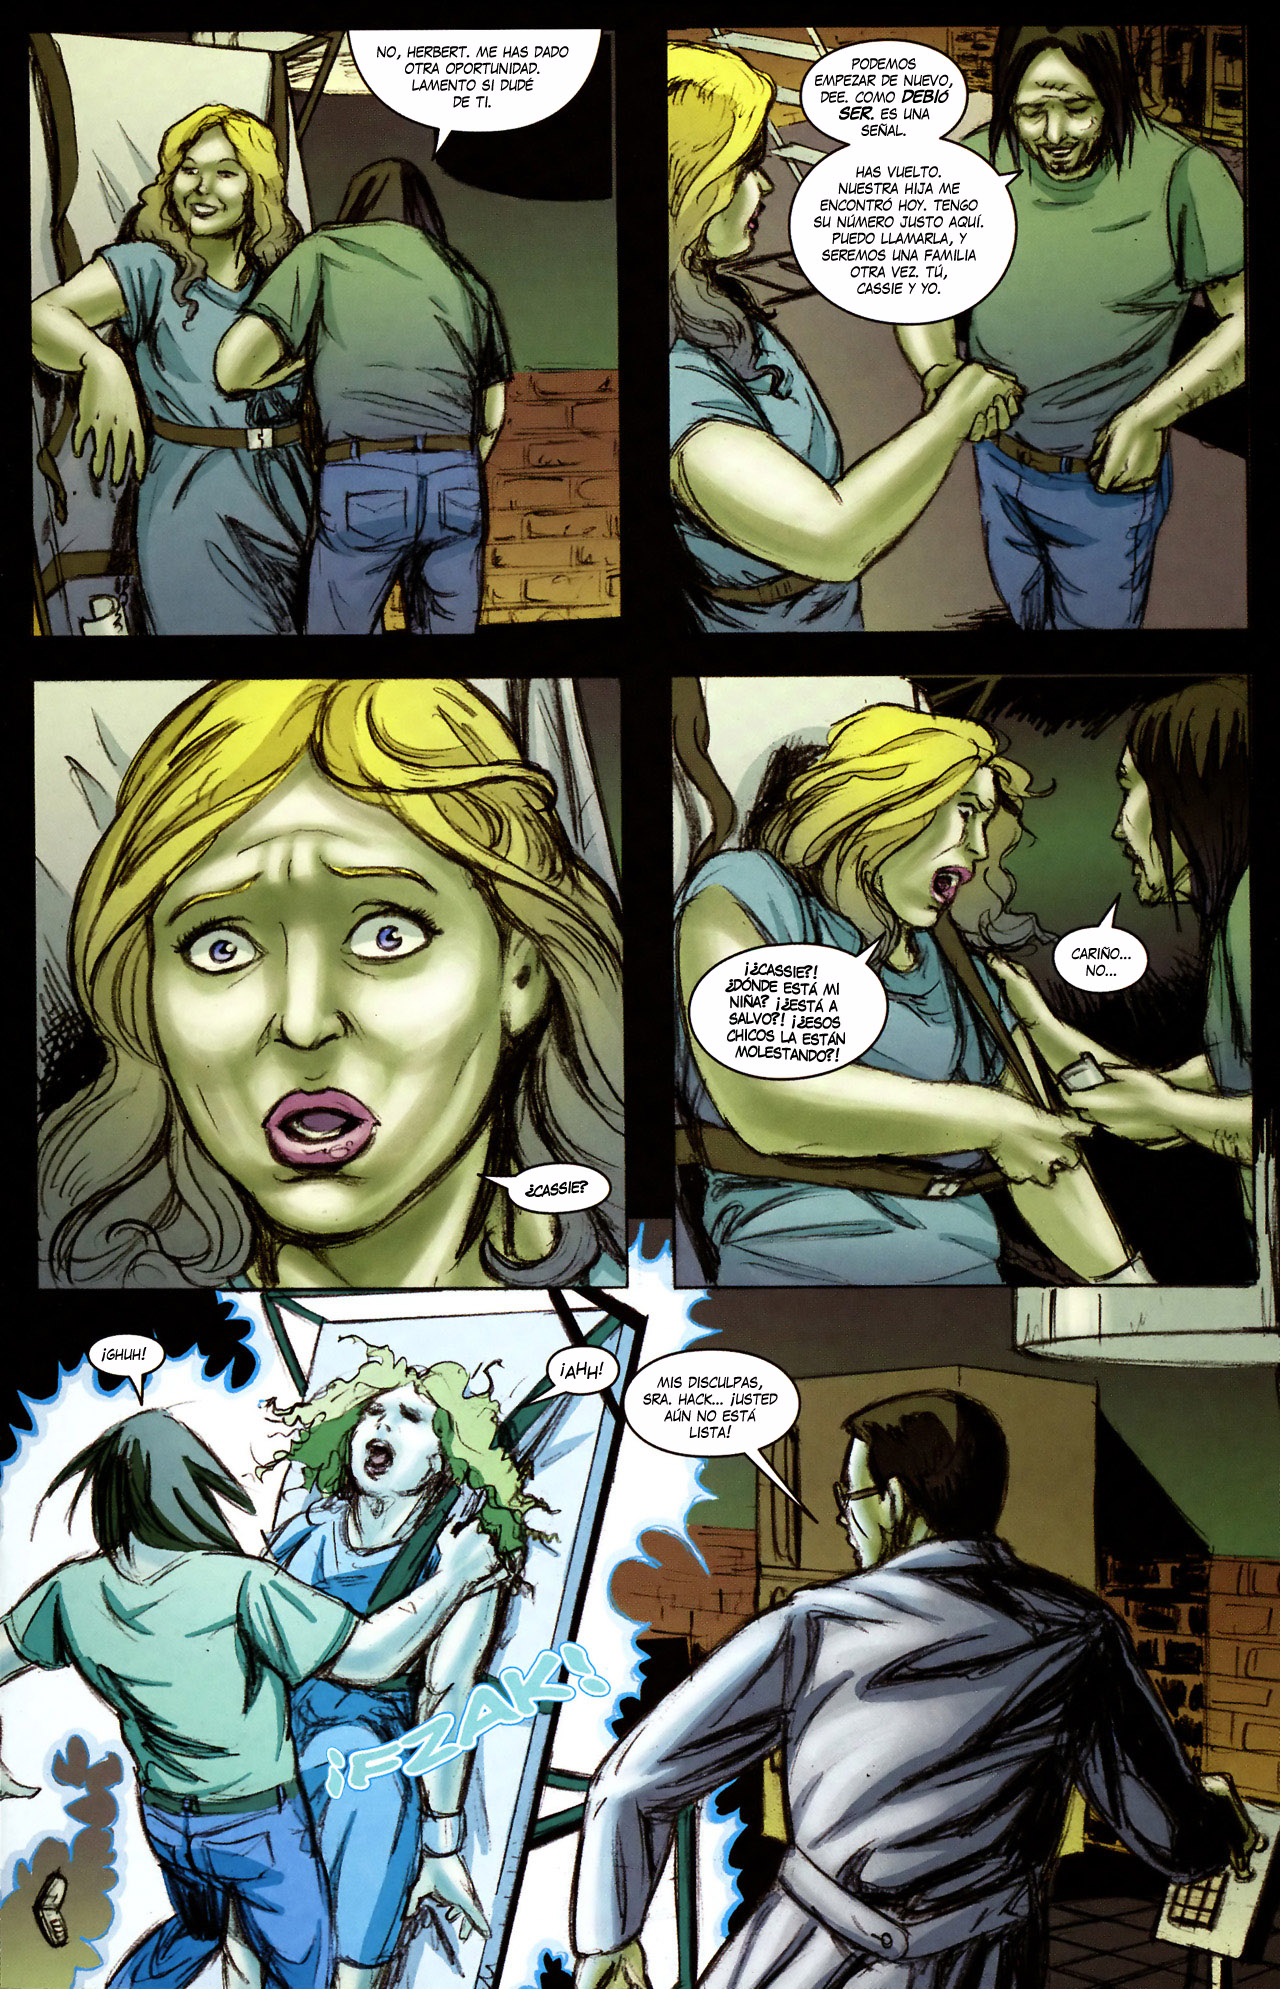 NO, HERBERT. ME HAS DADO
OTRA OPORTUNIDAD.
LAMENTO SI DUDÉ
DE TI.
PODEMOS
EMPEZAR DE NUEVO,
DEE. COMO DEBIÓ
SER. ES UNA
SEÑAL.
HAS VUELTO.
NUESTRA HIJA ME
ENCONTRÓ HOY. TENGO
SU NÚMERO JUSTO AQUÍ.
PUEDO LLAMARLA, Y
SEREMOS UNA FAMILIA
OTRA VEZ. TÚ,
CASSIE Y YO.
¿CASSIE?
¡¿CASSIE?!
¿DÓNDE ESTÁ MI
NIÑA? ¡¿ESTÁ A
SALVO?! ¡¿ESOS
CHICOS LA ESTÁN
MOLESTANDO?!
CARIÑO...
NO...
¡GHUH!
¡AHH!
¡FZAK!
MIS DISCULPAS,
SRA. HACK... ¡USTED
AÚN NO ESTÁ
LISTA!